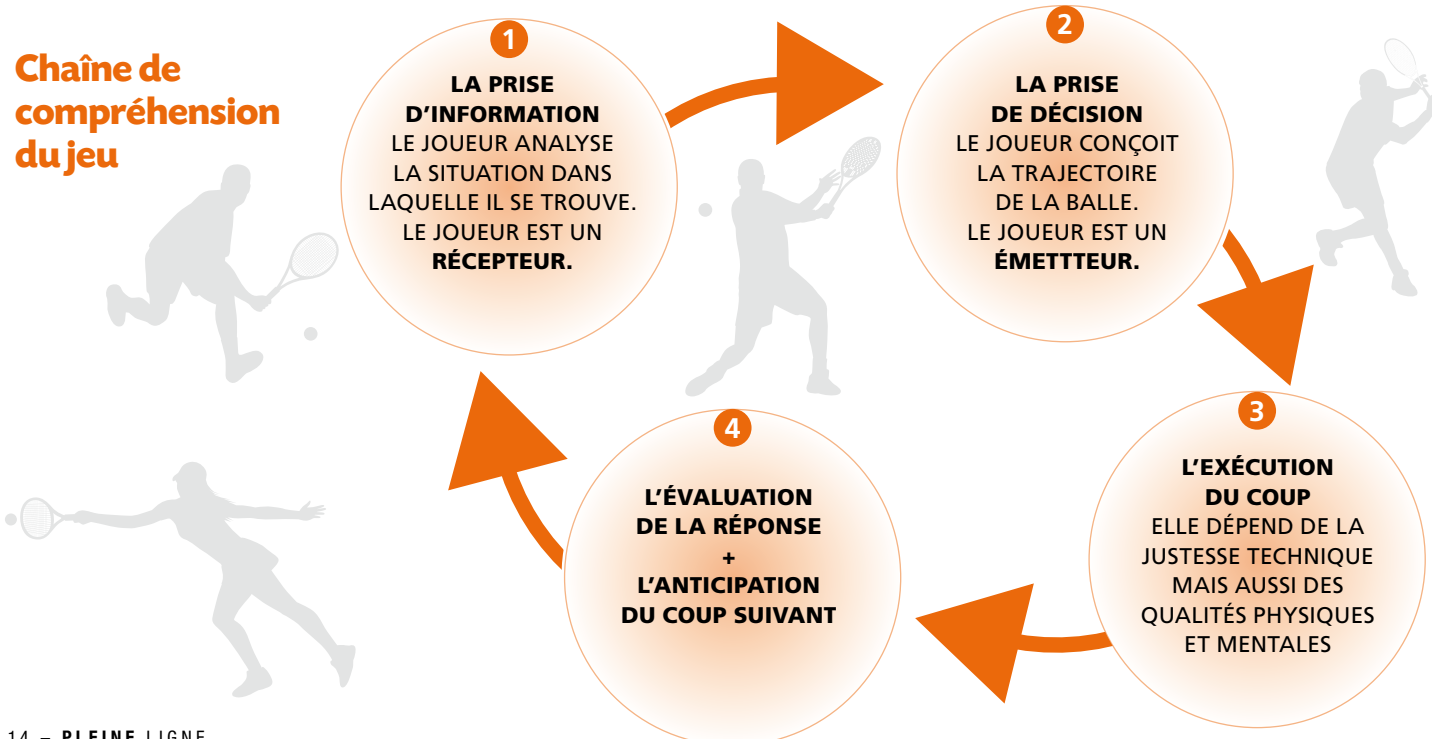 Chaîne de
compréhension
du jeu
1
LA PRISE
D'INFORMATION
LE JOUEUR ANALYSE
LA SITUATION DANS
LAQUELLE IL SE TROUVE.
LE JOUEUR EST UN
RÉCEPTEUR.
2
LA PRISE
DE DÉCISION
LE JOUEUR CONÇOIT
LA TRAJECTOIRE
DE LA BALLE.
LE JOUEUR EST UN
ÉMETTTEUR.
3
L'EXÉCUTION
DU COUP
ELLE DÉPEND DE LA
JUSTESSE TECHNIQUE
MAIS AUSSI DES
QUALITÉS PHYSIQUES
ET MENTALES
4
L'ÉVALUATION
DE LA RÉPONSE
+
L'ANTICIPATION
DU COUP SUIVANT
14 – PLEINE LIGNE